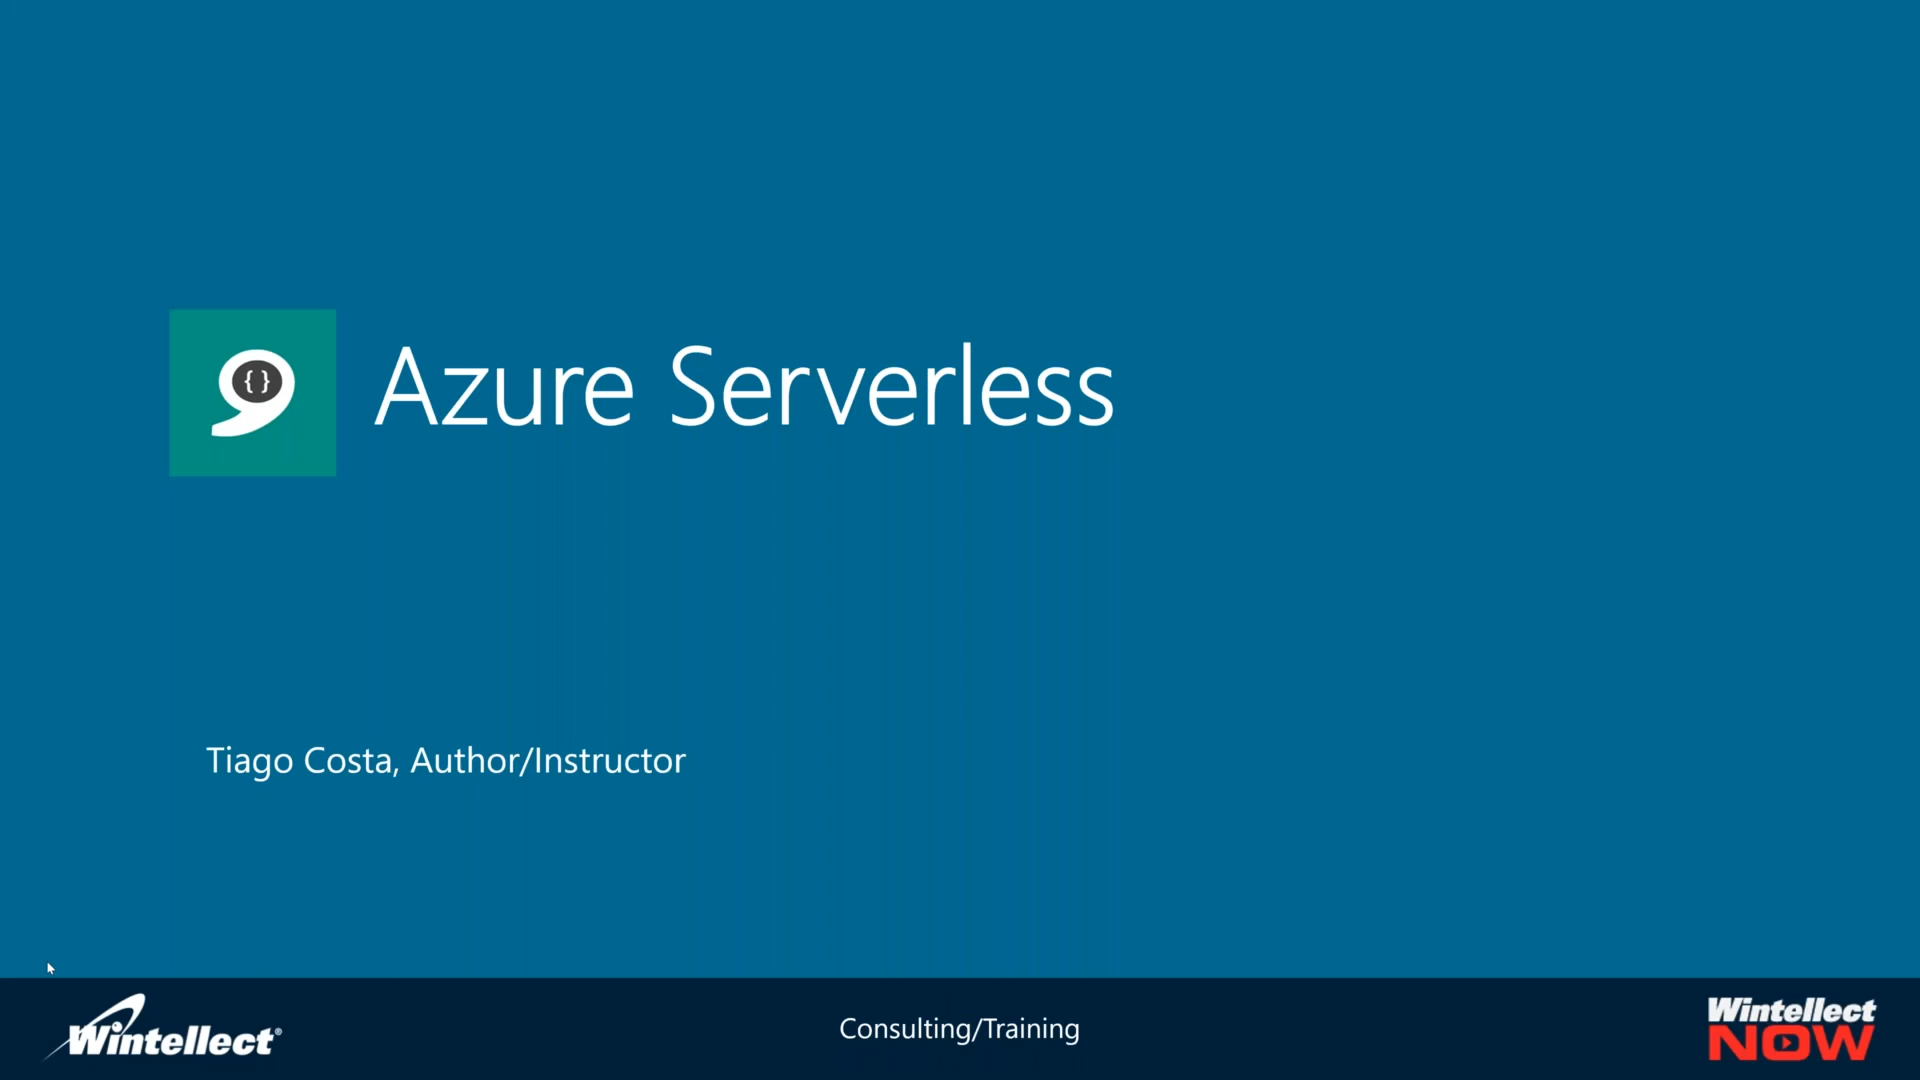 { }
Azure Serverless
Tiago Costa, Author/Instructor
Wintellect®
Consulting/Training
Wintellect
NOW